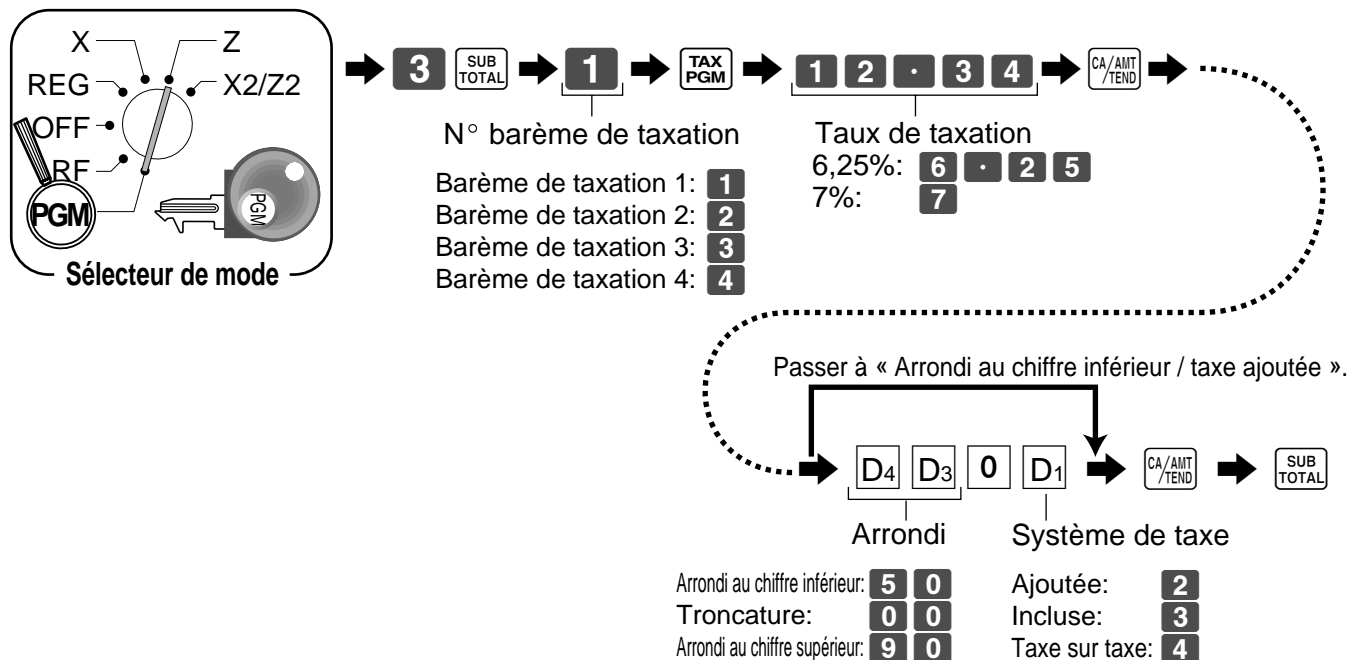 X Z
REG X2/Z2
OFF
RF
PGM
PGM
Sélecteur de mode
3 SUB TOTAL 1 TAX PGM 1 2 · 3 4 CA/AMT /TEND
N° barème de taxation
Barème de taxation 1: 1
Barème de taxation 2: 2
Barème de taxation 3: 3
Barème de taxation 4: 4
Taux de taxation
6,25%: 6 · 2 5
7%: 7
Passer à « Arrondi au chiffre inférieur / taxe ajoutée ».
D4 D3 0 D1 CA/AMT /TEND SUB TOTAL
Arrondi
Arrondi au chiffre inférieur: 5 0
Troncature: 0 0
Arrondi au chiffre supérieur: 9 0
Système de taxe
Ajoutée: 2
Incluse: 3
Taxe sur taxe: 4